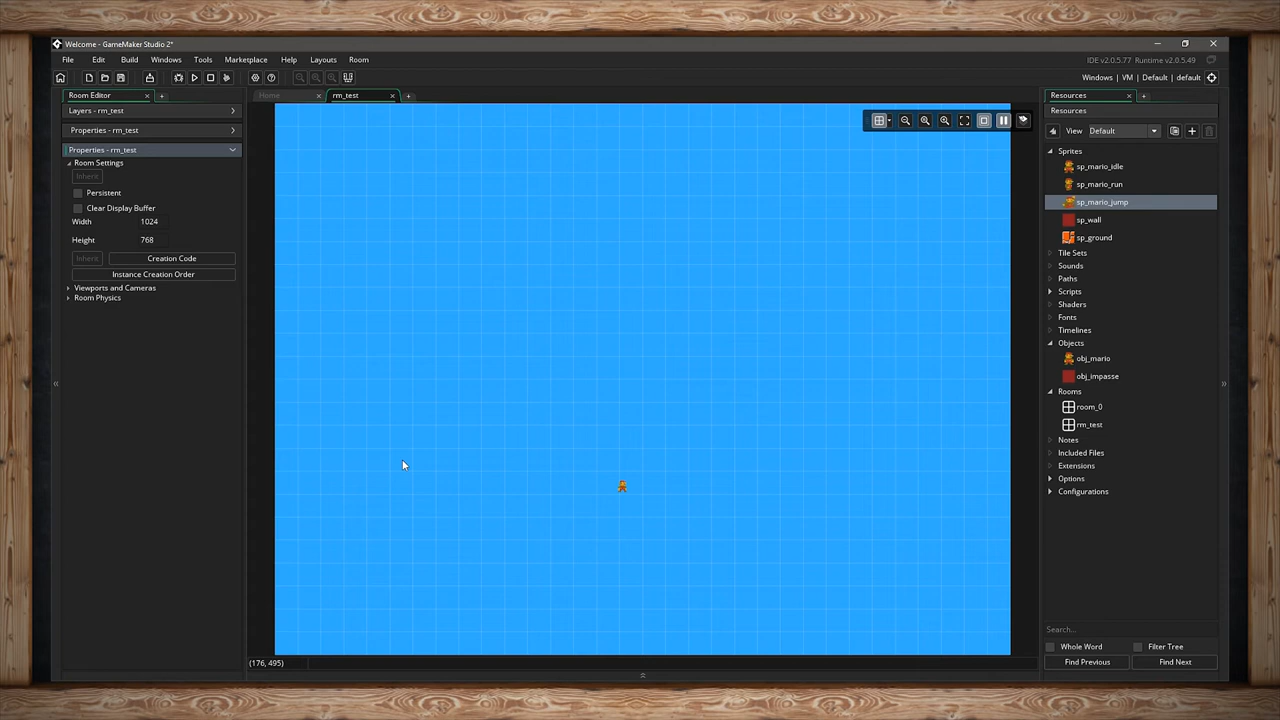 Welcome - GameMaker Studio 2*
File Edit Build Windows Tools Marketplace Help Layouts Room
IDE v2.0.5.77 Runtime v2.0.5.49
Windows | VM | Default | default
Room Editor
Layers - rm_test
Properties - rm_test
Properties - rm_test
Room Settings
Inherit
Persistent
Clear Display Buffer
Width 1024
Height 768
Inherit Creation Code
Instance Creation Order
Viewports and Cameras
Room Physics
Home rm_test
(176, 495)
Resources
Resources
View Default
Sprites
sp_mario_idle
sp_mario_run
sp_mario_jump
sp_wall
sp_ground
Tile Sets
Sounds
Paths
Scripts
Shaders
Fonts
Timelines
Objects
obj_mario
obj_impasse
Rooms
room_0
rm_test
Notes
Included Files
Extensions
Options
Configurations
Search...
Whole Word Filter Tree
Find Previous Find Next